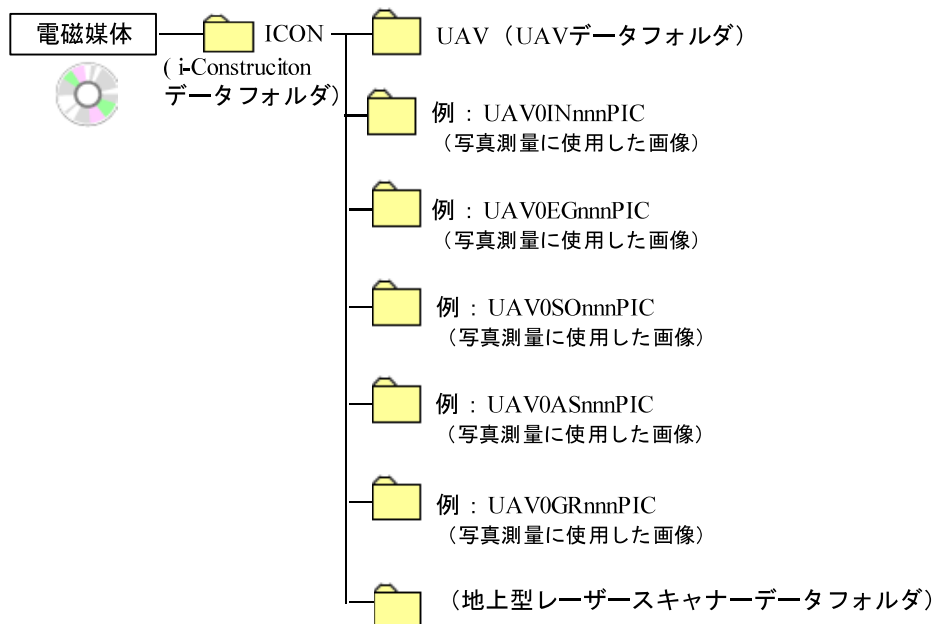 電磁媒体
ICON
UAV（UAVデータフォルダ）
( i-Construciton
データフォルダ）
例：UAV0INnnnPIC
（写真測量に使用した画像）
例：UAV0EGnnnPIC
（写真測量に使用した画像）
例：UAV0SOnnnPIC
（写真測量に使用した画像）
例：UAV0ASnnnPIC
（写真測量に使用した画像）
例：UAV0GRnnnPIC
（写真測量に使用した画像）
（地上型レーザースキャナーデータフォルダ）